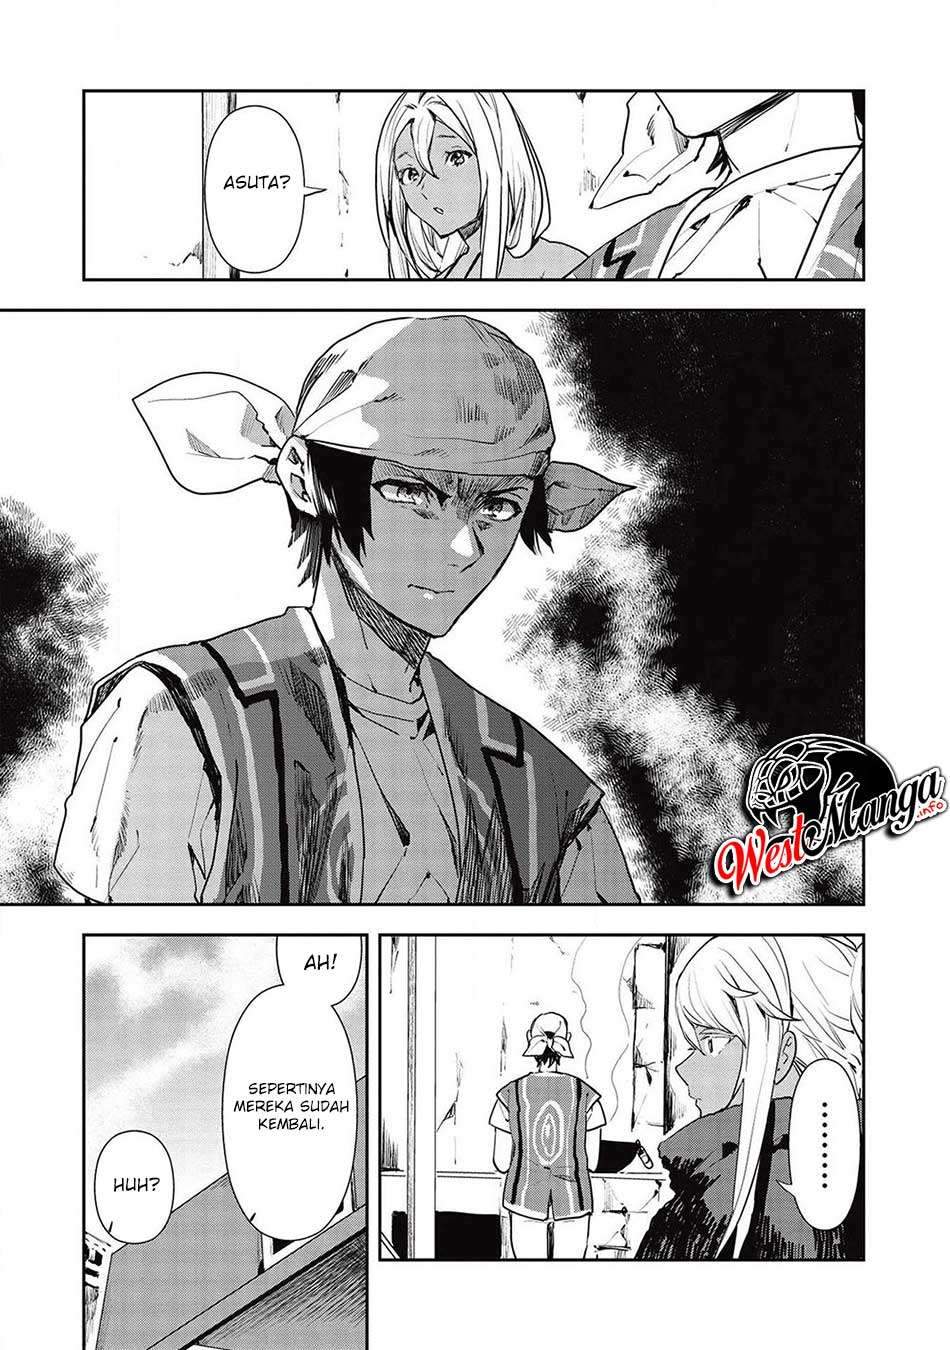 ASUTA?
WestManga
.info
........
AH!
SEPERTINYA
MEREKA SUDAH
KEMBALI.
HUH?